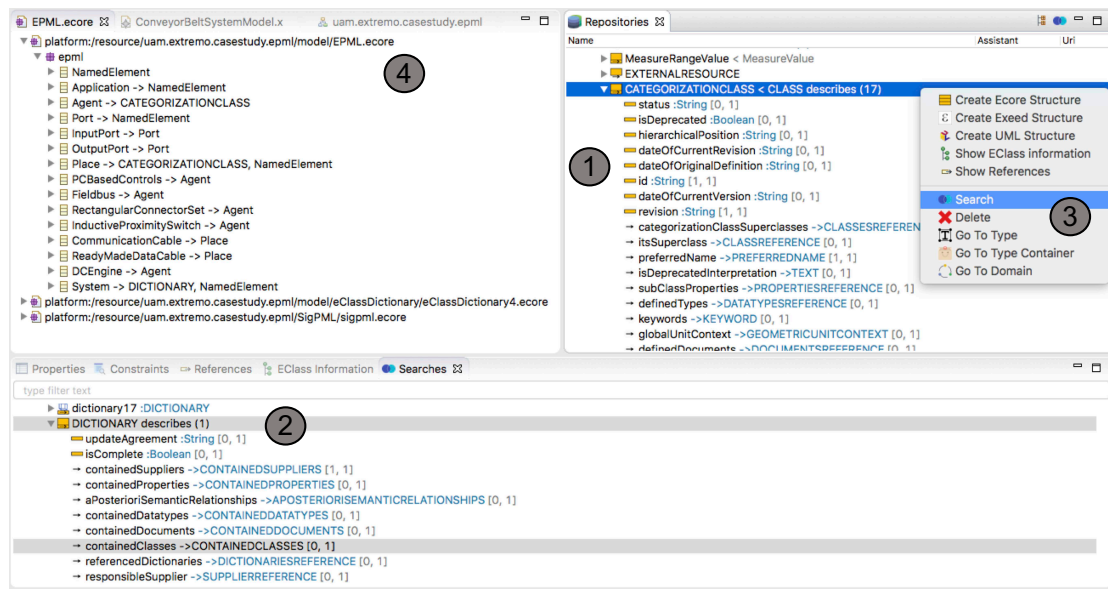 EPML.ecore
ConveyorBeltSystemModel.x
uam.extremo.casestudy.epml
platform:/resource/uam.extremo.casestudy.epml/model/EPML.ecore
epml
NamedElement
Application -> NamedElement
Agent -> CATEGORIZATIONCLASS
Port -> NamedElement
InputPort -> Port
OutputPort -> Port
Place -> CATEGORIZATIONCLASS, NamedElement
PCBasedControls -> Agent
Fieldbus -> Agent
RectangularConnectorSet -> Agent
InductiveProximitySwitch -> Agent
CommunicationCable -> Place
ReadyMadeDataCable -> Place
DCEngine -> Agent
System -> DICTIONARY, NamedElement
platform:/resource/uam.extremo.casestudy.epml/model/eClassDictionary/eClassDictionary4.ecore
platform:/resource/uam.extremo.casestudy.epml/SigPML/sigpml.ecore
4
Repositories
Name Assistant Uri
MeasureRangeValue < MeasureValue
EXTERNALRESOURCE
CATEGORIZATIONCLASS < CLASS describes (17)
status :String [0, 1]
isDeprecated :Boolean [0, 1]
hierarchicalPosition :String [0, 1]
dateOfCurrentRevision :String [0, 1]
dateOfOriginalDefinition :String [0, 1]
id :String [1, 1]
dateOfCurrentVersion :String [0, 1]
revision :String [1, 1]
categorizationClassSuperclasses ->CLASSESREFEREN
itsSuperclass ->CLASSREFERENCE [0, 1]
preferredName ->PREFERREDNAME [1, 1]
isDeprecatedInterpretation ->TEXT [0, 1]
subClassProperties ->PROPERTIESREFERENCE [0, 1]
definedTypes ->DATATYPESREFERENCE [0, 1]
keywords ->KEYWORD [0, 1]
globalUnitContext ->GEOMETRICUNITCONTEXT [0, 1]
definedDocuments ->DOCUMENTSREFERENCE [0, 1]
1
Create Ecore Structure
Create Exeed Structure
Create UML Structure
Show EClass information
Show References
Search
Delete
Go To Type
Go To Type Container
Go To Domain
3
Properties
Constraints
References
EClass Information
Searches
type filter text
dictionary17 :DICTIONARY
DICTIONARY describes (1)
updateAgreement :String [0, 1]
isComplete :Boolean [0, 1]
containedSuppliers ->CONTAINEDSUPPLIERS [1, 1]
containedProperties ->CONTAINEDPROPERTIES [0, 1]
aPosterioriSemanticRelationships ->APOSTERIORISEMANTICRELATIONSHIPS [0, 1]
containedDatatypes ->CONTAINEDDATATYPES [0, 1]
containedDocuments ->CONTAINEDDOCUMENTS [0, 1]
containedClasses ->CONTAINEDCLASSES [0, 1]
referencedDictionaries ->DICTIONARIESREFERENCE [0, 1]
responsibleSupplier ->SUPPLIERREFERENCE [0, 1]
2